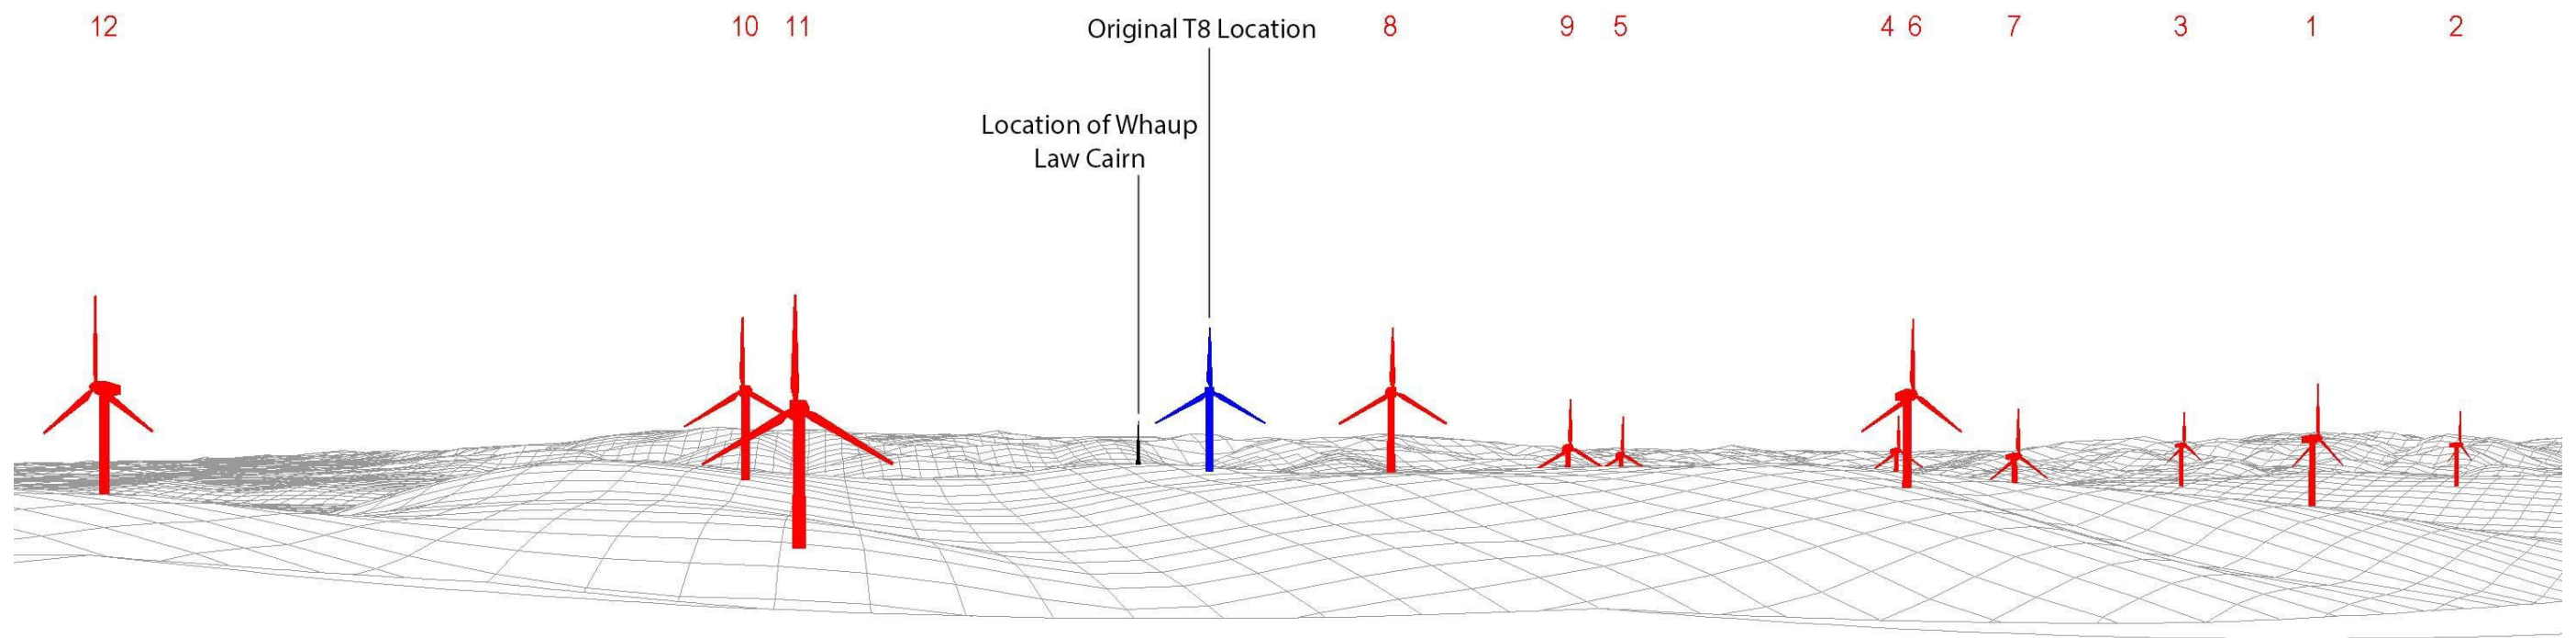 12 10 11 Original T8 Location 8 9 5 4 6 7 3 1 2
Location of Whaup
Law Cairn